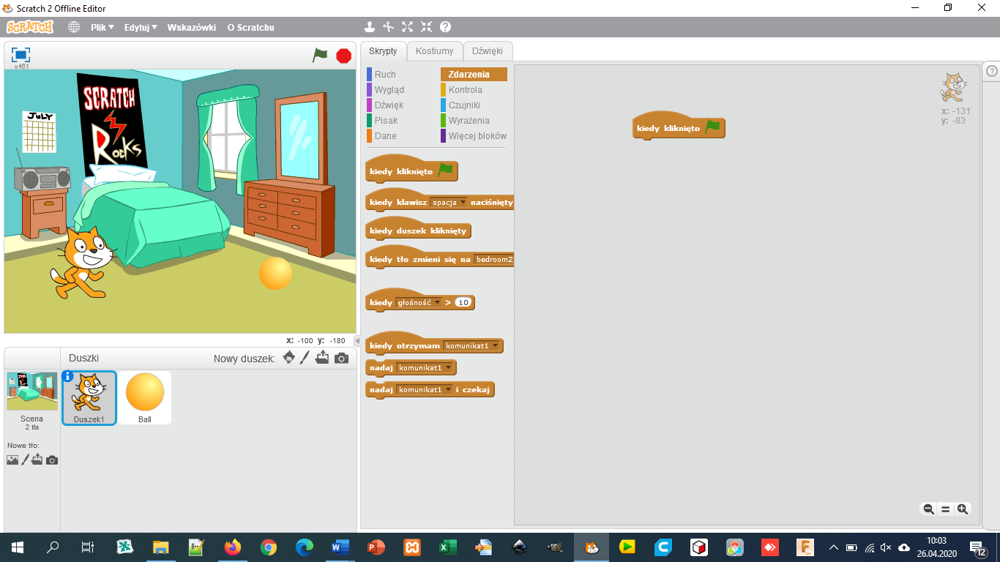 Scratch 2 Offline Editor
SCRATCH
Plik
Edytuj
Wskazówki
O Scratchu
v461
Skrypty
Kostiumy
Dźwięki
Ruch
Zdarzenia
Wygląd
Kontrola
Dźwięk
Czujniki
Pisak
Wyrażenia
Dane
Więcej bloków
kiedy kliknięto
kiedy klawisz spacja naciśnięty
kiedy duszek kliknięty
kiedy tło zmieni się na bedroom2
kiedy głośność > 10
kiedy otrzymam komunikat1
nadaj komunikat1
nadaj komunikat1 i czekaj
kiedy kliknięto
x: -131
y: -83
JULY
SCRATCH
Rocks
x: -100 y: -180
Duszki
Nowy duszek:
Scena
2 tła
Nowe tło:
Duszek1
Ball
10:03
26.04.2020
12